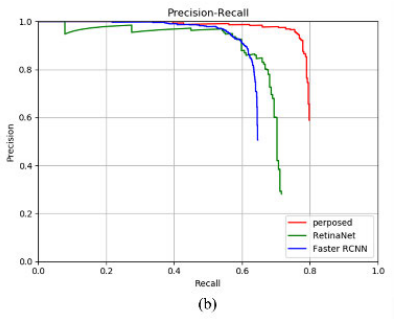 Precision-Recall
1.0
0.8
0.6
0.4
0.2
0.0
Precision
0.0 0.2 0.4 0.6 0.8 1.0
Recall
perposed
RetinaNet
Faster RCNN
(b)